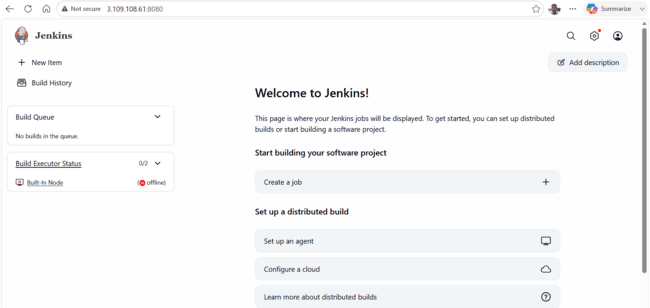 Not secure 3.109.108.61:8080
Summarize
Jenkins
New Item
Add description
Build History
Welcome to Jenkins!
Build Queue
No builds in the queue.
This page is where your Jenkins jobs will be displayed. To get started, you can set up distributed
builds or start building a software project.
Start building your software project
Build Executor Status 0/2
Built-In Node (offline)
Create a job
Set up a distributed build
Set up an agent
Configure a cloud
Learn more about distributed builds